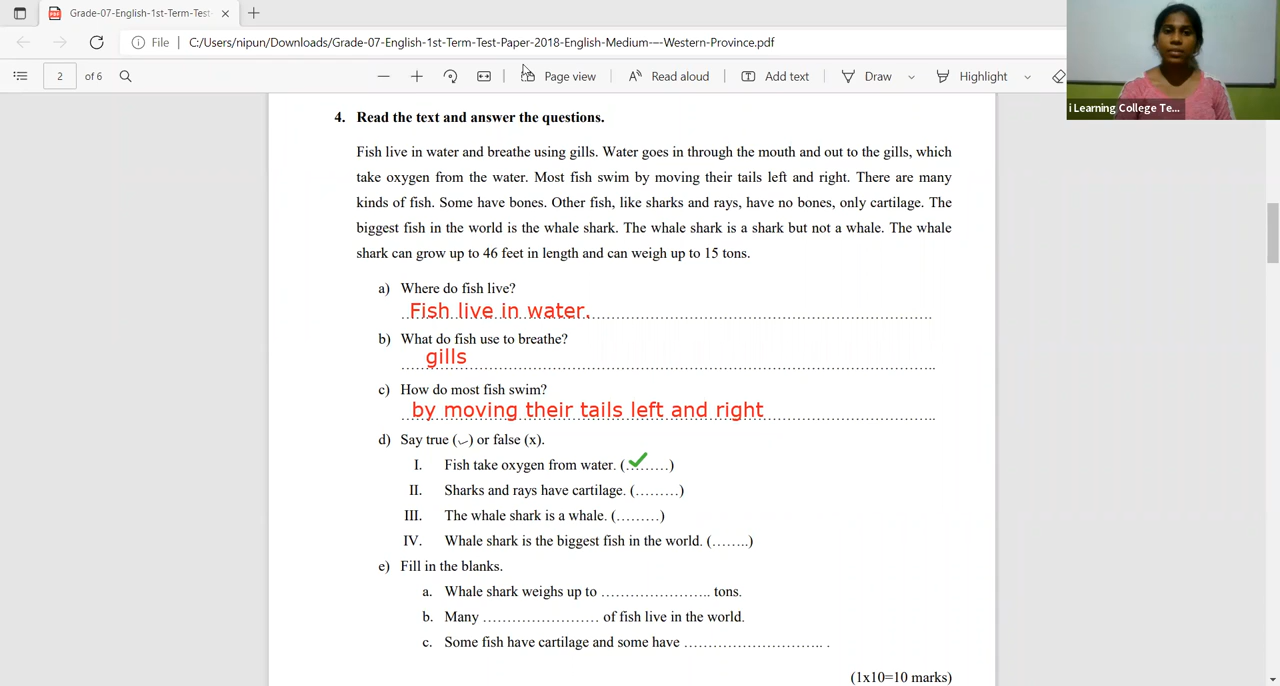 Grade-07-English-1st-Term-Test
File C:/Users/nipun/Downloads/Grade-07-English-1st-Term-Test-Paper-2018-English-Medium-–-Western-Province.pdf
2 of 6 Page view Read aloud Add text Draw Highlight
i Learning College Te...
4. Read the text and answer the questions.
Fish live in water and breathe using gills. Water goes in through the mouth and out to the gills, which
take oxygen from the water. Most fish swim by moving their tails left and right. There are many
kinds of fish. Some have bones. Other fish, like sharks and rays, have no bones, only cartilage. The
biggest fish in the world is the whale shark. The whale shark is a shark but not a whale. The whale
shark can grow up to 46 feet in length and can weigh up to 15 tons.
a) Where do fish live?
Fish live in water.
b) What do fish use to breathe?
gills
c) How do most fish swim?
by moving their tails left and right
d) Say true (✓) or false (x).
I. Fish take oxygen from water. (...✓......)
II. Sharks and rays have cartilage. (………)
III. The whale shark is a whale. (………)
IV. Whale shark is the biggest fish in the world. (……..)
e) Fill in the blanks.
a. Whale shark weighs up to ………………….. tons.
b. Many …………………… of fish live in the world.
c. Some fish have cartilage and some have ……………………….. .
(1x10=10 marks)